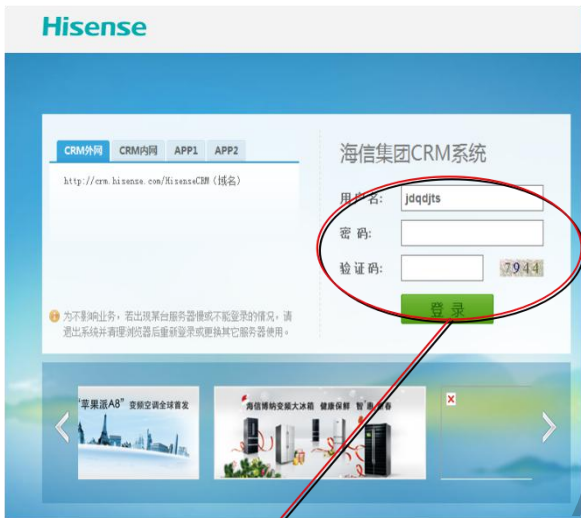 Hisense
CRM外网 CRM内网 APP1 APP2
http://crm.hisense.com/HisenseCRM (域名)
为不影响业务，若出现某台服务器慢或不能登录的情况，请
退出系统并清理浏览器后重新登录或更换其它服务器使用。
海信集团CRM系统
用户名: jdqdjts
密 码:
验证码: 7944
登 录
"苹果派A8" 变频空调全球首发
海信博纳变频大冰箱 健康保鲜